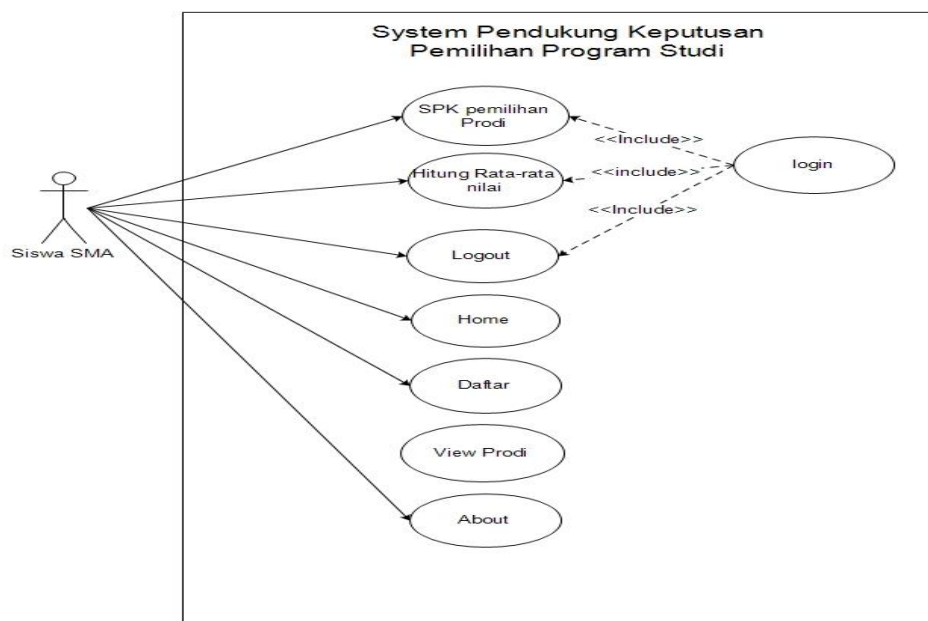 System Pendukung Keputusan
Pemilihan Program Studi
SPK pemilihan
Prodi
<<Include>>
login
Hitung Rata-rata
nilai
<<include>>
<<Include>>
Siswa SMA
Logout
Home
Daftar
View Prodi
About